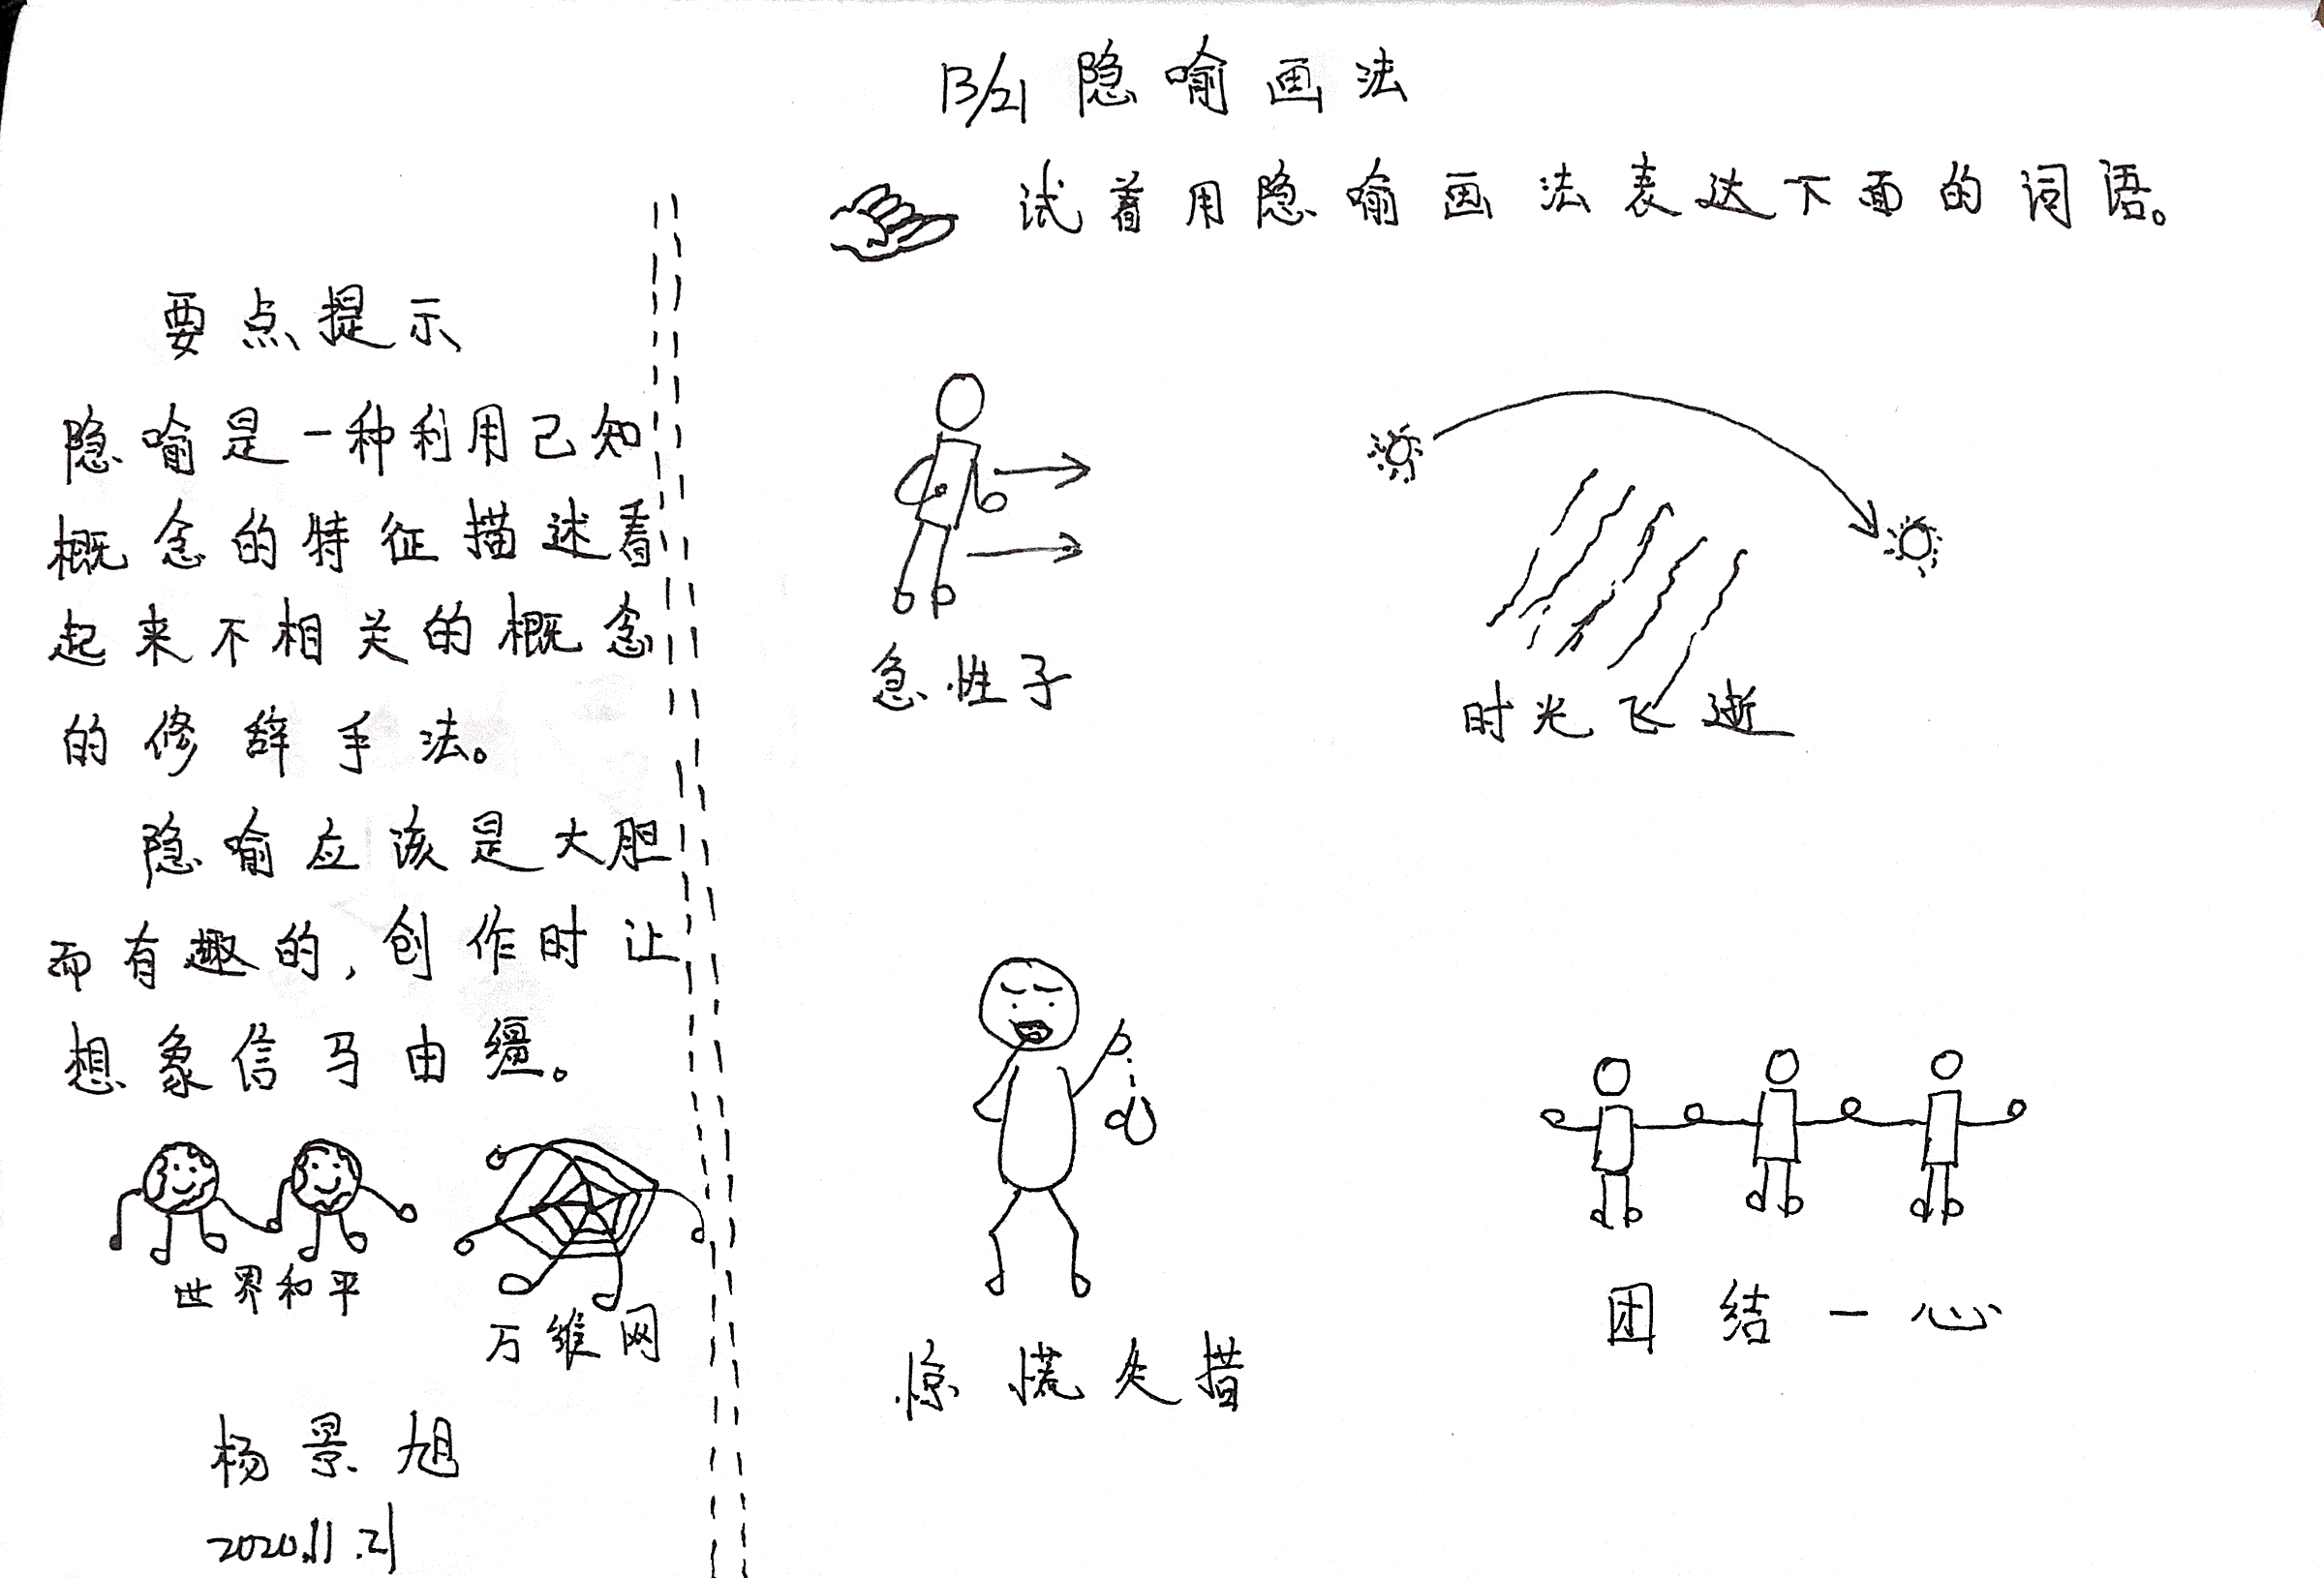 13/21 隐喻画法
试着用隐喻画法表达下面的词语。
要点提示
隐喻是一种利用已知
概念的特征描述看
起来不相关的概念
的修辞手法。
隐喻应该是大胆
而有趣的，创作时让
想象信马由缰。
世界和平
万维网
杨景旭
2020.11.21
急性子
时光飞逝
惊慌失措
团结一心